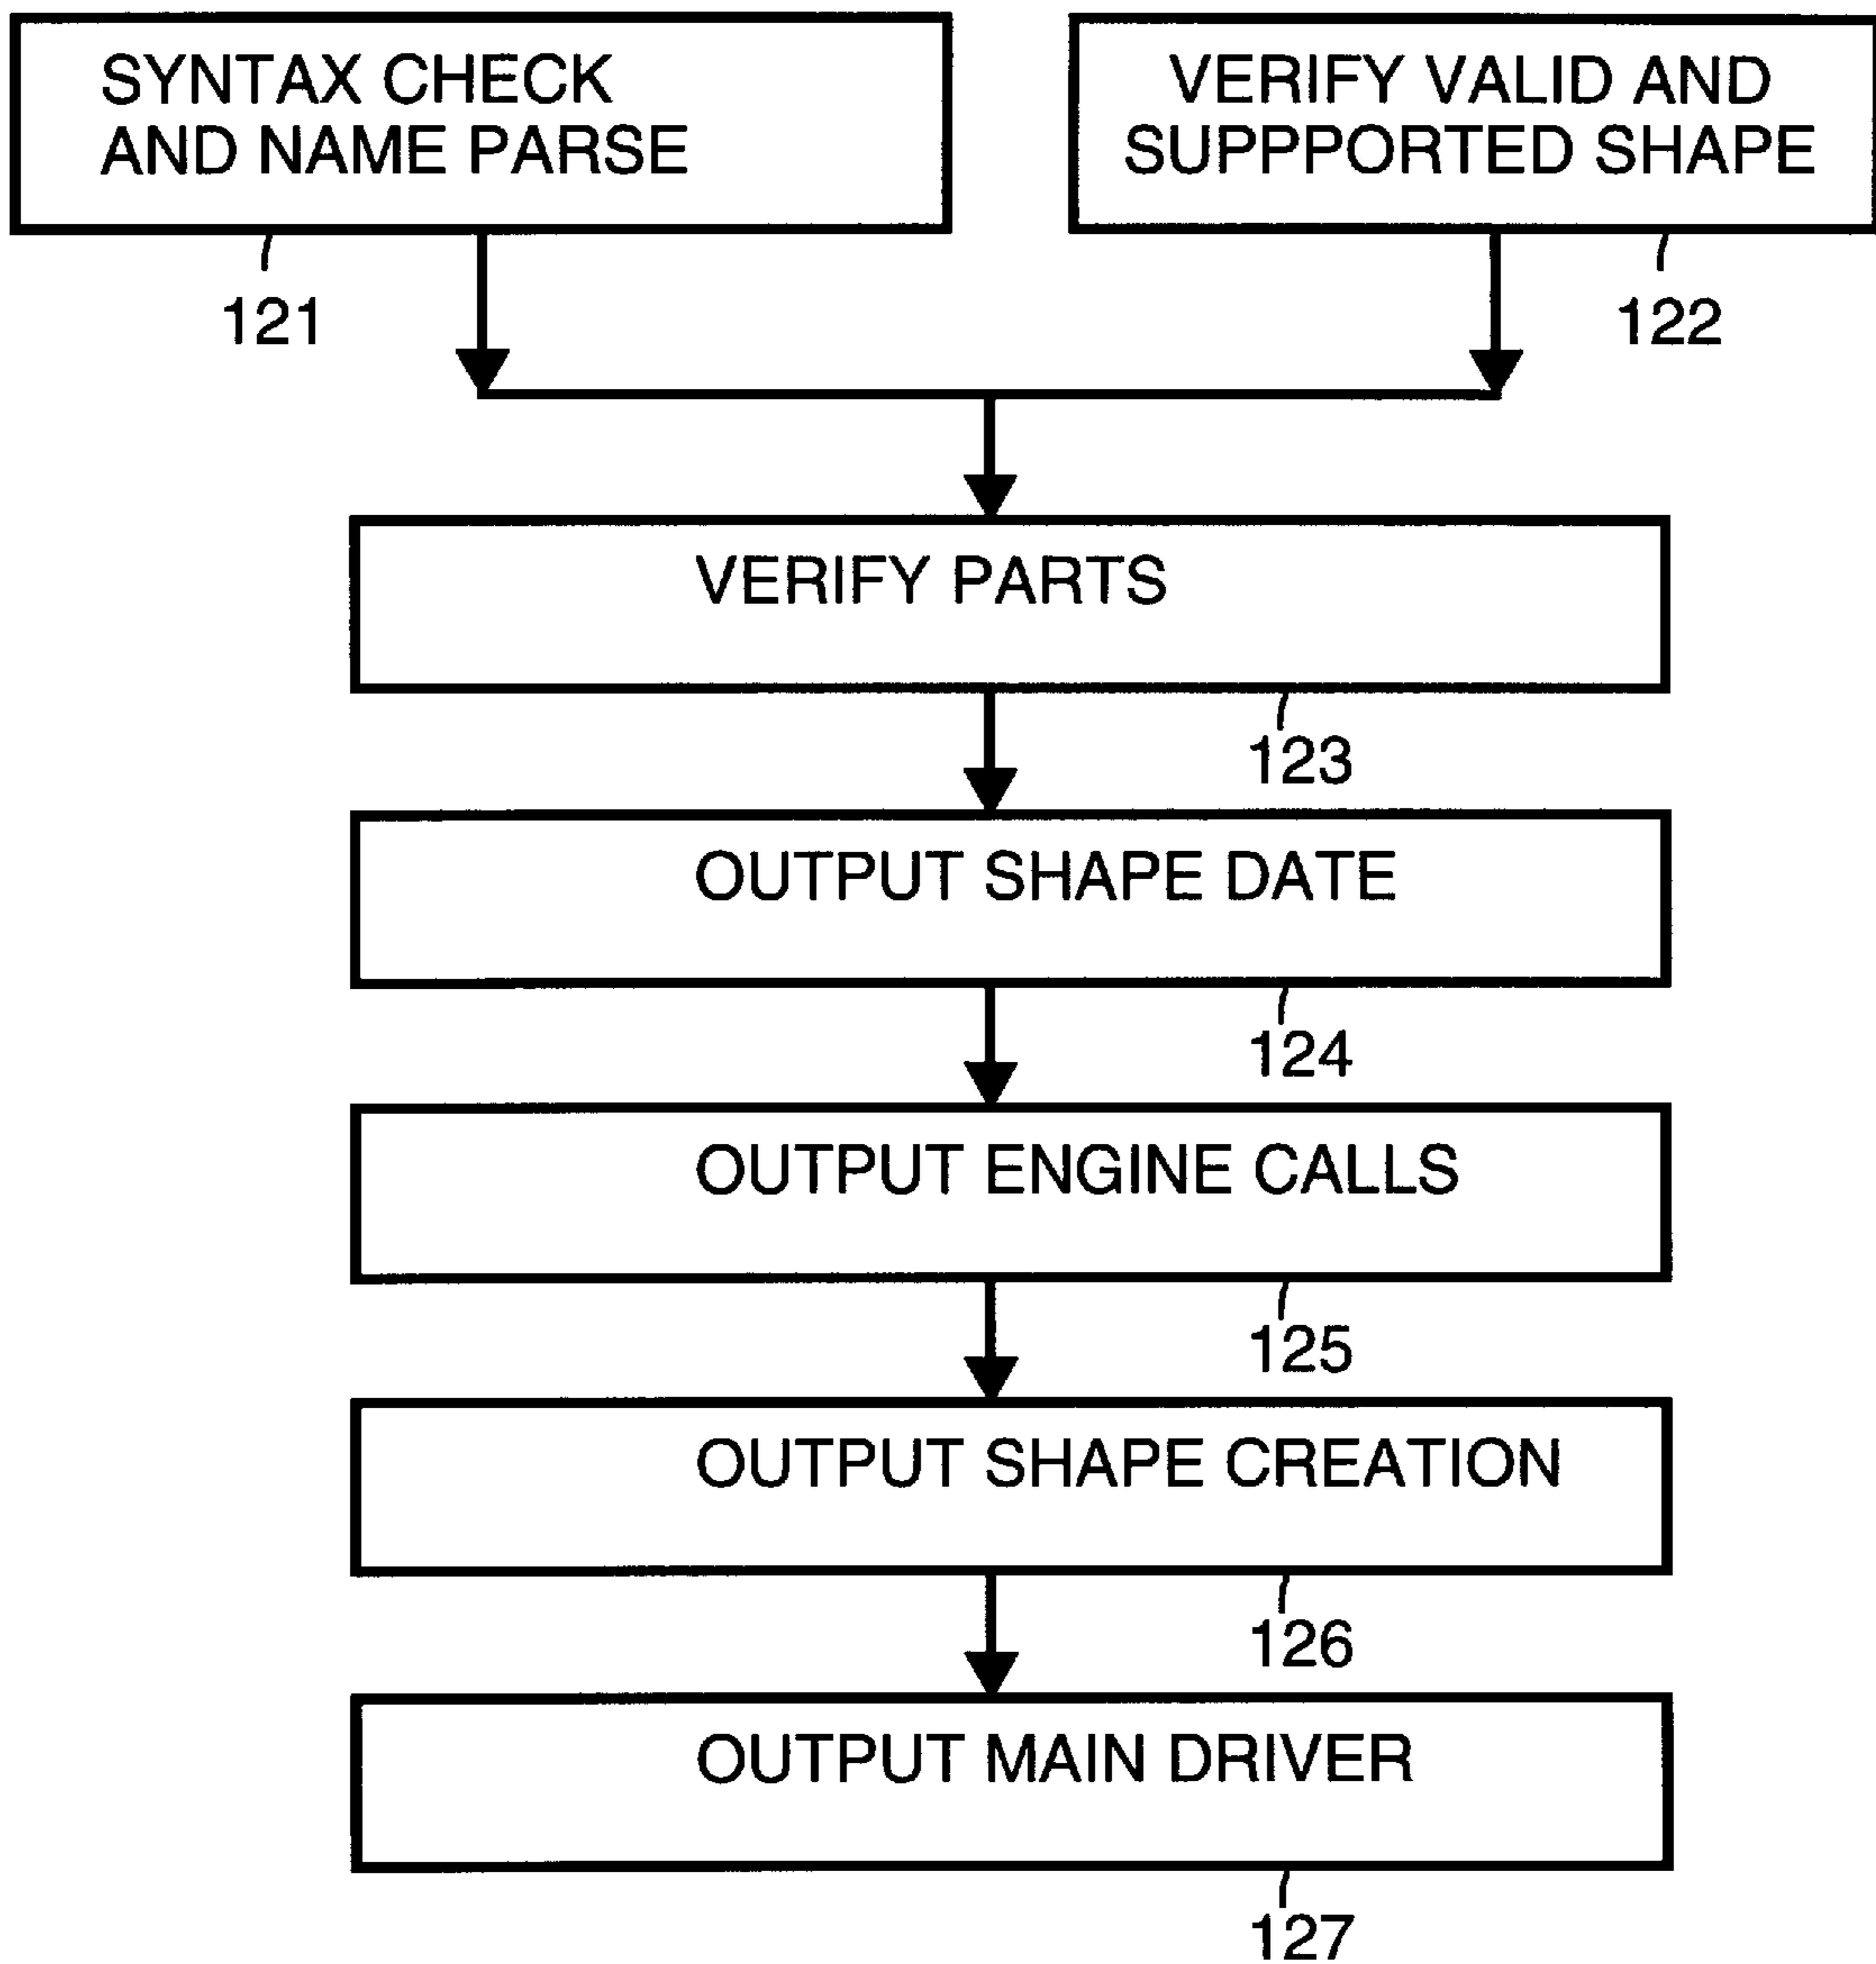 SYNTAX CHECK
AND NAME PARSE
VERIFY VALID AND
SUPPPORTED SHAPE
121
122
VERIFY PARTS
123
OUTPUT SHAPE DATE
124
OUTPUT ENGINE CALLS
125
OUTPUT SHAPE CREATION
126
OUTPUT MAIN DRIVER
127